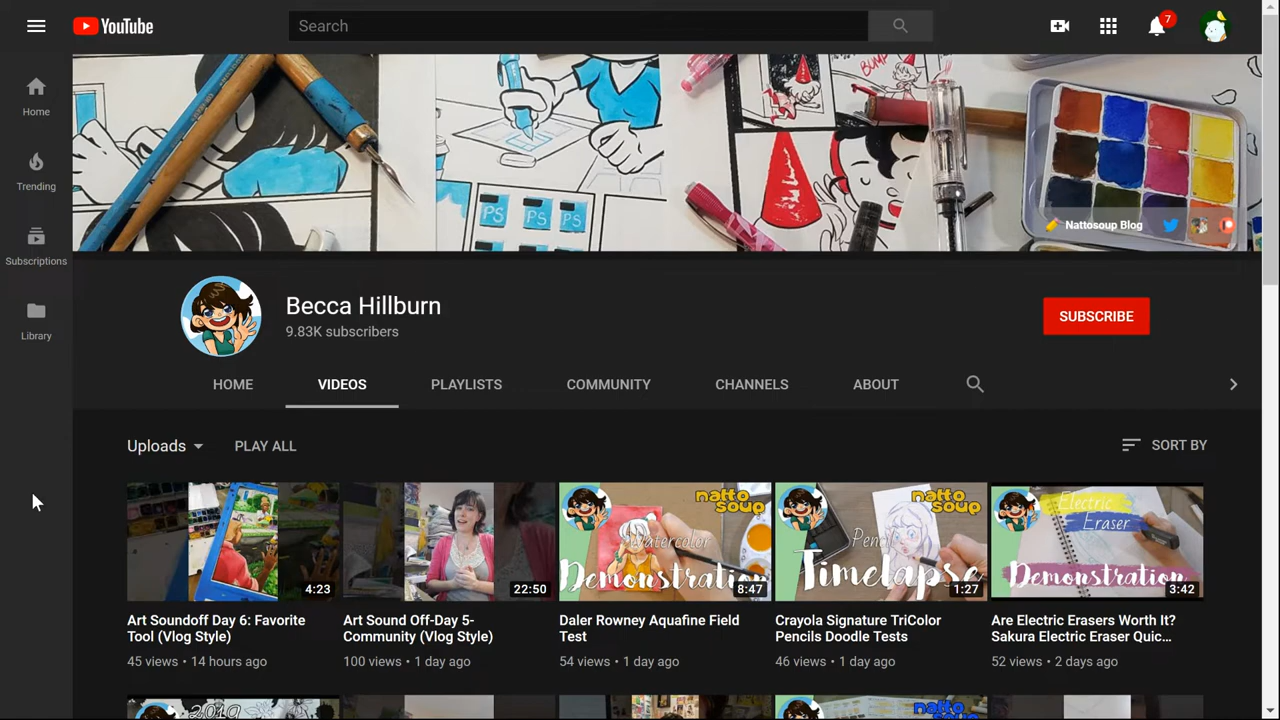 YouTube
Search
7
Home
Trending
Subscriptions
Library
BUMP
PS PS PS
Nattosoup Blog
Becca Hillburn
9.83K subscribers
SUBSCRIBE
HOME
VIDEOS
PLAYLISTS
COMMUNITY
CHANNELS
ABOUT
Uploads
PLAY ALL
SORT BY
4:23
22:50
natto soup
Watercolor
Demonstration
8:47
natto soup
Pencil
Timelapse
1:27
Electric
Eraser
Demonstration
3:42
Art Soundoff Day 6: Favorite
Tool (Vlog Style)
45 views • 14 hours ago
Art Sound Off-Day 5-
Community (Vlog Style)
100 views • 1 day ago
Daler Rowney Aquafine Field
Test
54 views • 1 day ago
Crayola Signature TriColor
Pencils Doodle Tests
46 views • 1 day ago
Are Electric Erasers Worth It?
Sakura Electric Eraser Quic...
52 views • 2 days ago
2019